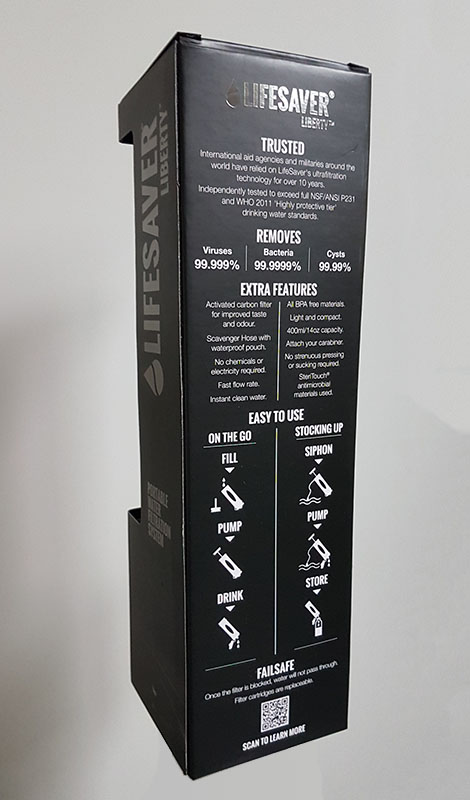 LIFESAVER®
LIBERTY™
TRUSTED
International aid agencies and militaries around the
world have relied on LifeSaver's ultrafiltration
technology for over 10 years.
Independently tested to exceed full NSF/ANSI P231
and WHO 2011 'Highly protective tier'
drinking water standards.
REMOVES
Viruses
99.999%
Bacteria
99.9999%
Cysts
99.99%
EXTRA FEATURES
Activated carbon filter
for improved taste
and odour.
Scavenger Hose with
waterproof pouch.
No chemicals or
electricity required.
Fast flow rate.
Instant clean water.
All BPA free materials.
Light and compact.
400ml/14oz capacity.
Attach your carabiner.
No strenuous pressing
or sucking required.
SteriTouch®
antimicrobial
materials used.
EASY TO USE
ON THE GO
FILL
PUMP
DRINK
STOCKING UP
SIPHON
PUMP
STORE
FAILSAFE
Once the filter is blocked, water will not pass through.
Filter cartridges are replaceable.
SCAN TO LEARN MORE
LIFESAVER
LIBERTY™
PORTABLE
WATER
FILTRATION
SYSTEM